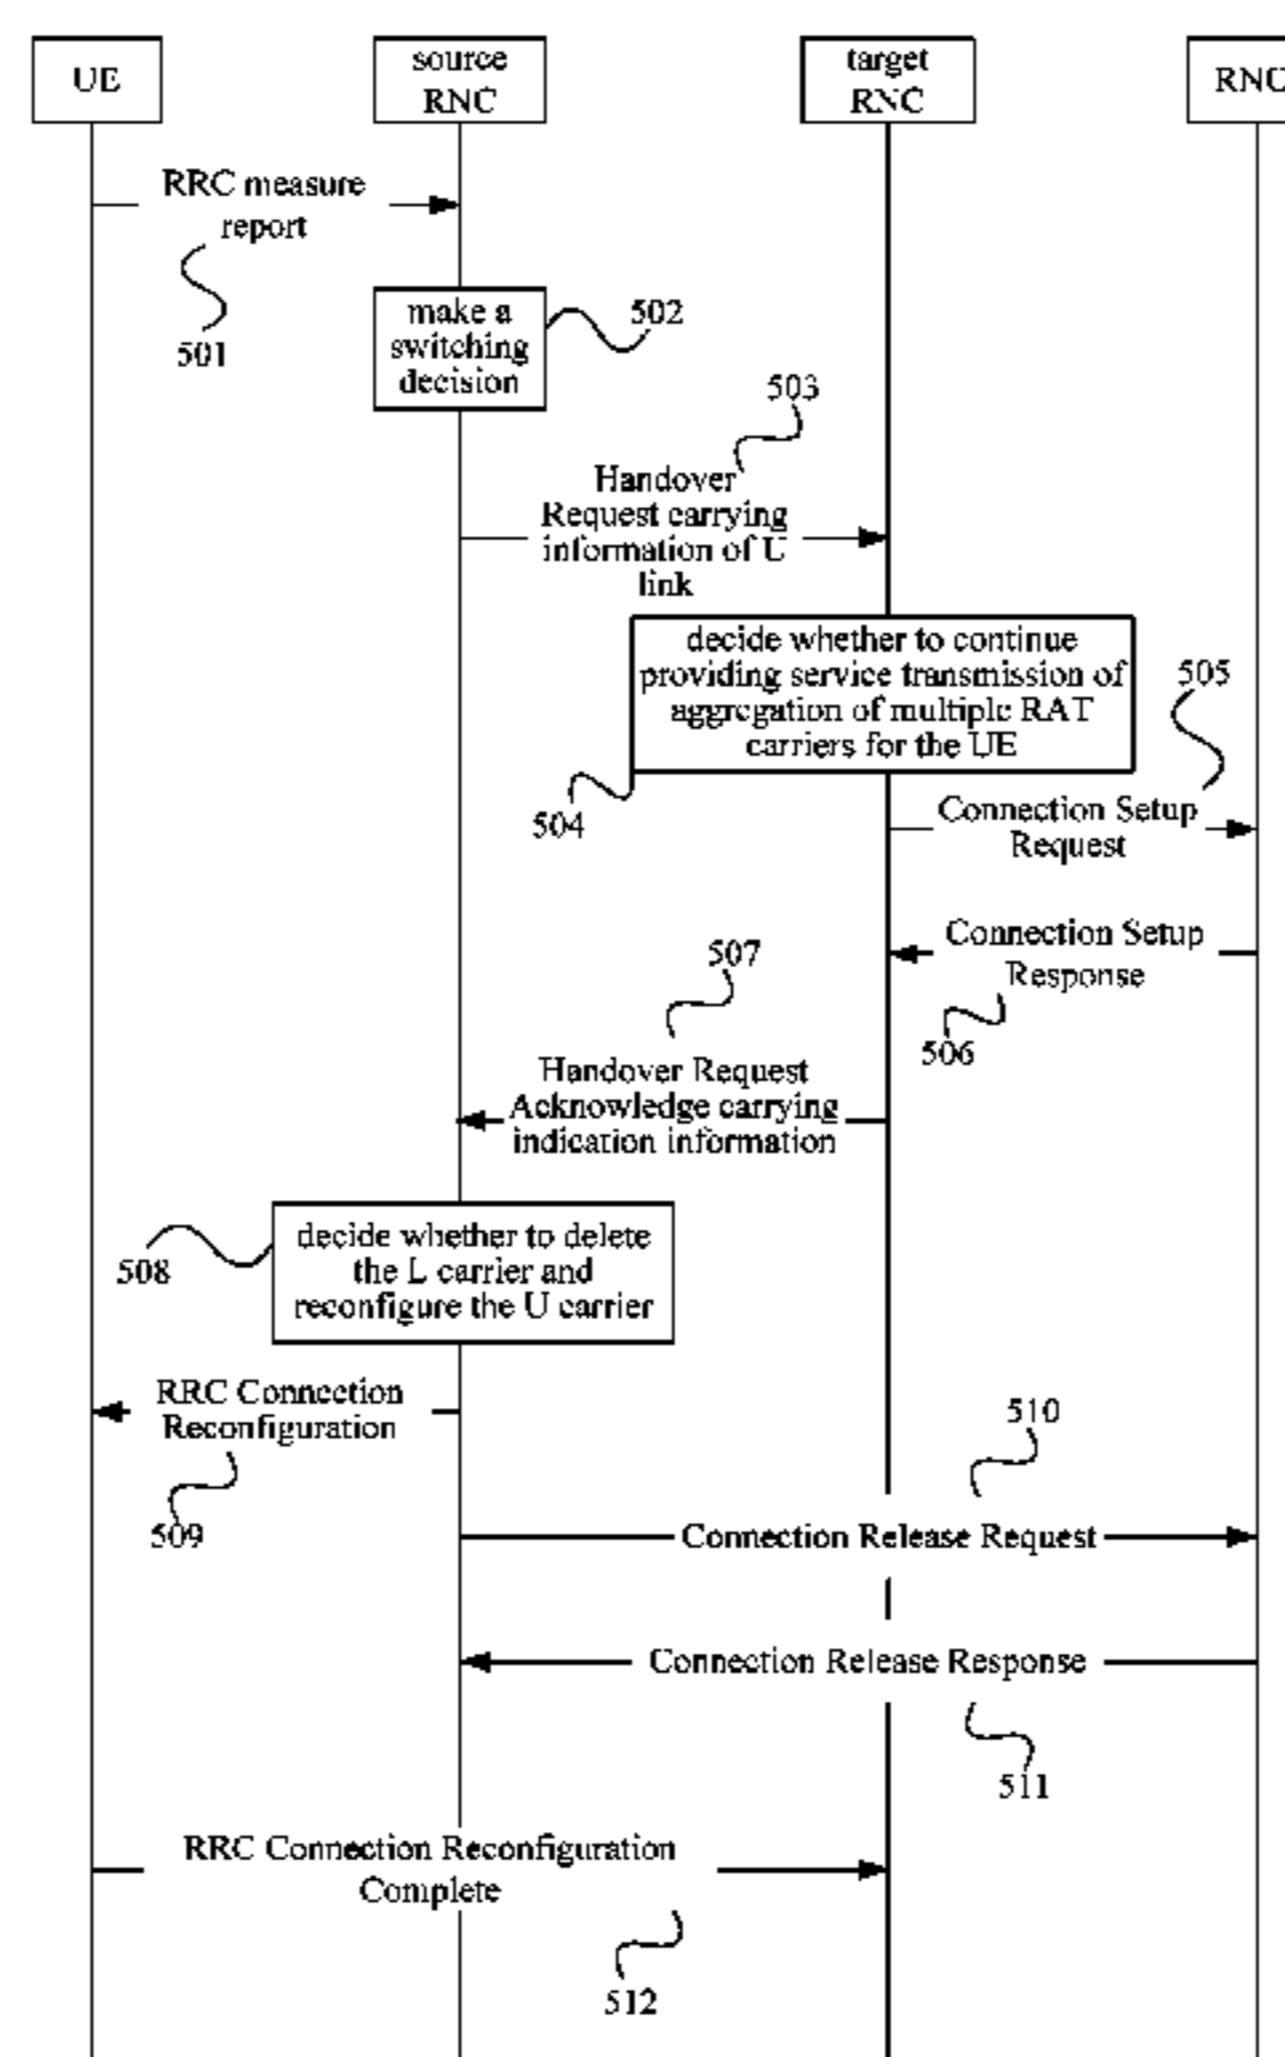 UE
source
RNC
target
RNC
RNC
RRC measure
report
501
make a
switching
decision
502
503
Handover
Request carrying
information of U
link
decide whether to continue
providing service transmission of
aggregation of multiple RAT
carriers for the UE
504
505
Connection Setup
Request
Connection Setup
Response
506
507
Handover Request
Acknowledge carrying
indication information
decide whether to delete
the L carrier and
reconfigure the U carrier
508
RRC Connection
Reconfiguration
509
510
Connection Release Request
Connection Release Response
511
RRC Connection Reconfiguration
Complete
512